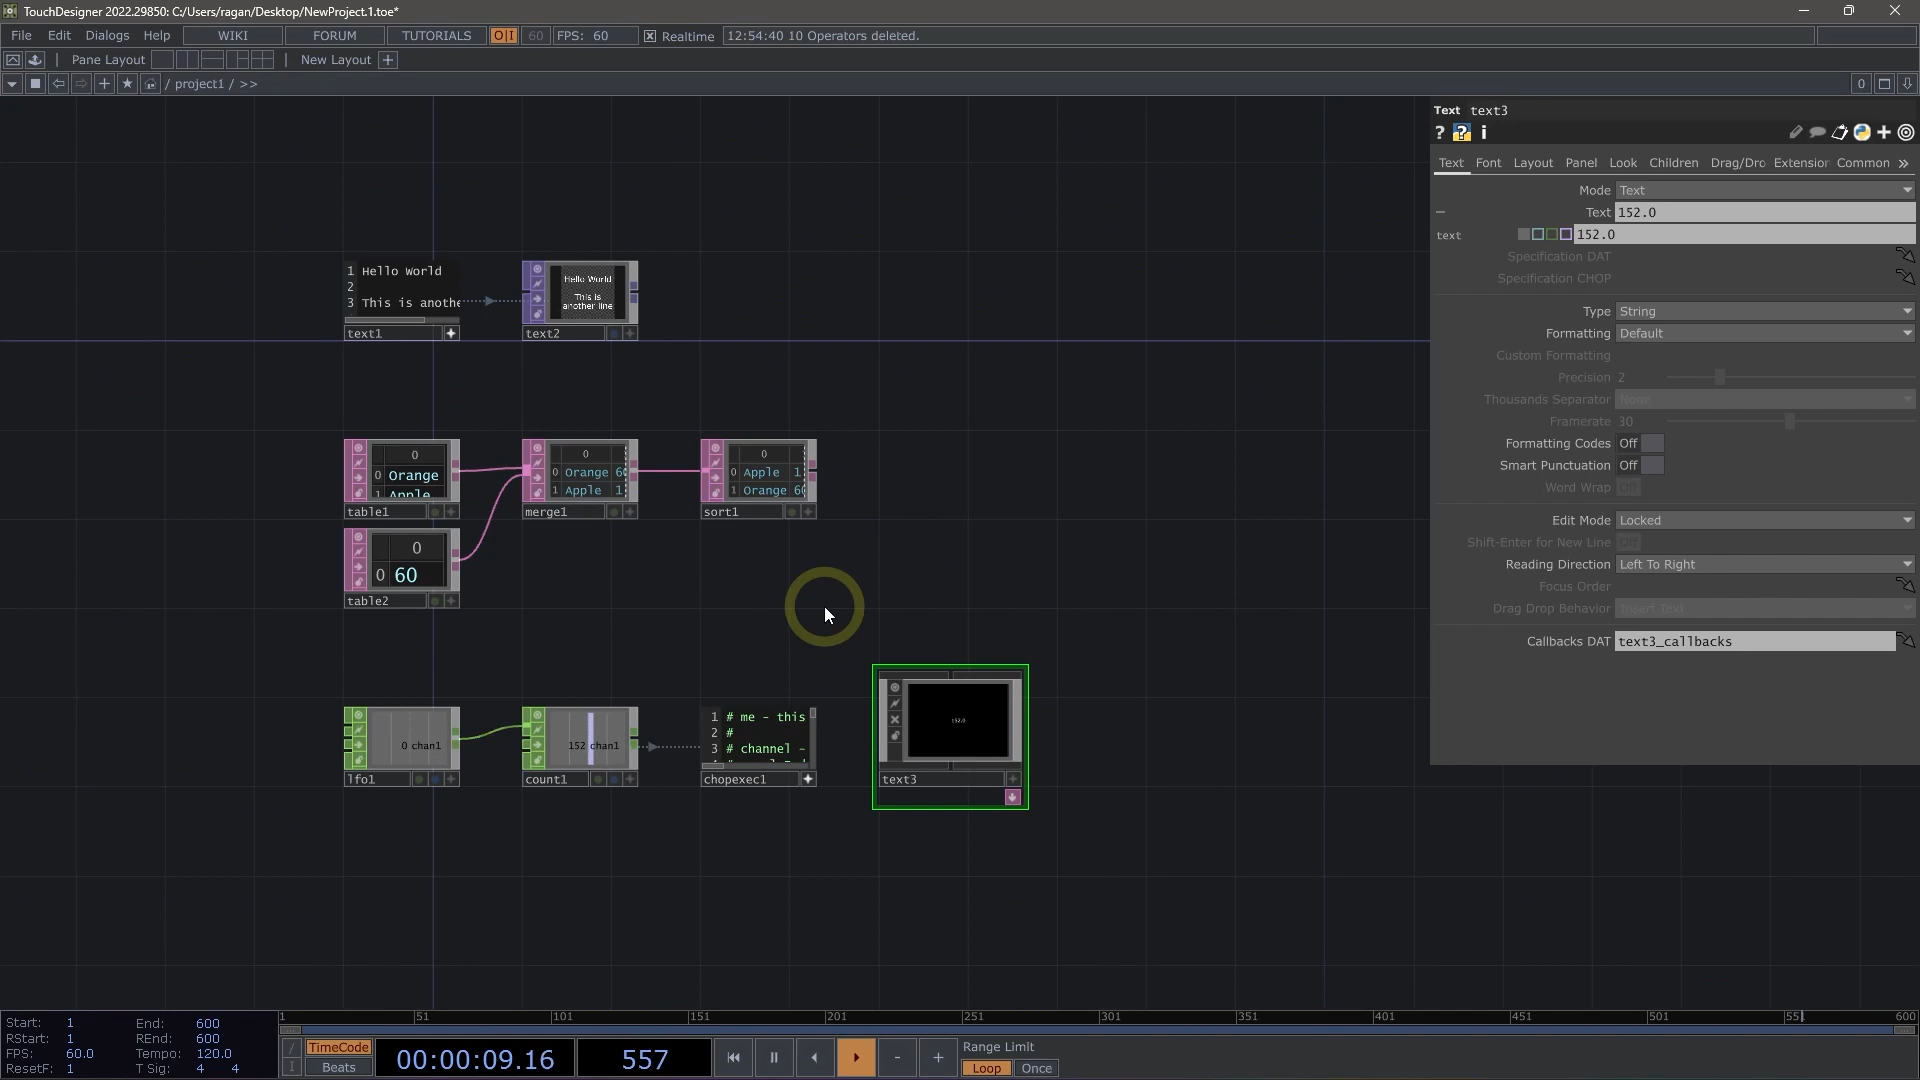 TouchDesigner 2022.29850: C:/Users/ragan/Desktop/NewProject.1.toe*
File Edit Dialogs Help WIKI FORUM TUTORIALS O|I 60 FPS: 60 Realtime 12:54:40 10 Operators deleted.
Pane Layout New Layout +
/ project1 / >> 0
Text text3
? ? i
Text Font Layout Panel Look Children Drag/Dro Extension Common »
Mode Text
Text 152.0
text 152.0
Specification DAT
Specification CHOP
Type String
Formatting Default
Custom Formatting
Precision 2
Thousands Separator None
Framerate 30
Formatting Codes Off
Smart Punctuation Off
Word Wrap Off
Edit Mode Locked
Shift-Enter for New Line Off
Reading Direction Left To Right
Focus Order
Drag Drop Behavior Insert Text
Callbacks DAT text3_callbacks
1 Hello World
2
3 This is anothe
text1
Hello World
This is
another line
text2
0
0 Orange
1 Apple
table1
0
0 Orange 60
1 Apple 1
merge1
0
0 Apple 1
1 Orange 60
sort1
0
0 60
table2
0 chan1
lfo1
152 chan1
count1
1 # me - this
2 #
3 # channel -
chopexec1
152.0
text3
1 51 101 151 201 251 301 351 401 451 501 551 600
Start: 1 End: 600
RStart: 1 REnd: 600
FPS: 60.0 Tempo: 120.0
ResetF: 1 T Sig: 4 4
TimeCode
Beats
00:00:09.16 557
Range Limit
Loop Once